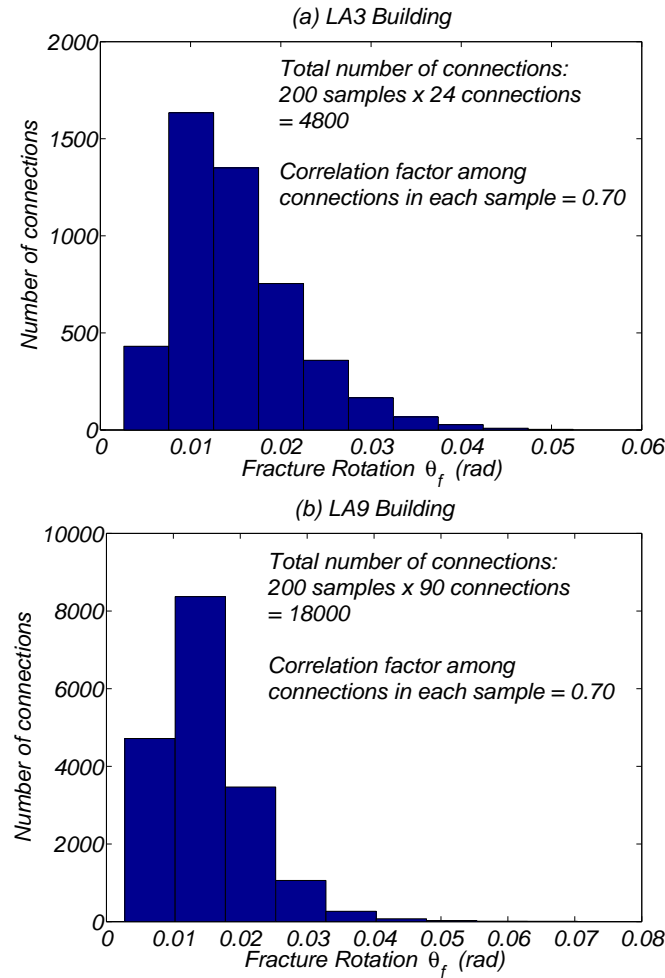 (a) LA3 Building
2000
1500
1000
500
0
Number of connections
Total number of connections:
200 samples x 24 connections
= 4800
Correlation factor among
connections in each sample = 0.70
0 0.01 0.02 0.03 0.04 0.05 0.06
Fracture Rotation θf (rad)
(b) LA9 Building
10000
8000
6000
4000
2000
0
Number of connections
Total number of connections:
200 samples x 90 connections
= 18000
Correlation factor among
connections in each sample = 0.70
0 0.01 0.02 0.03 0.04 0.05 0.06 0.07 0.08
Fracture Rotation θf (rad)